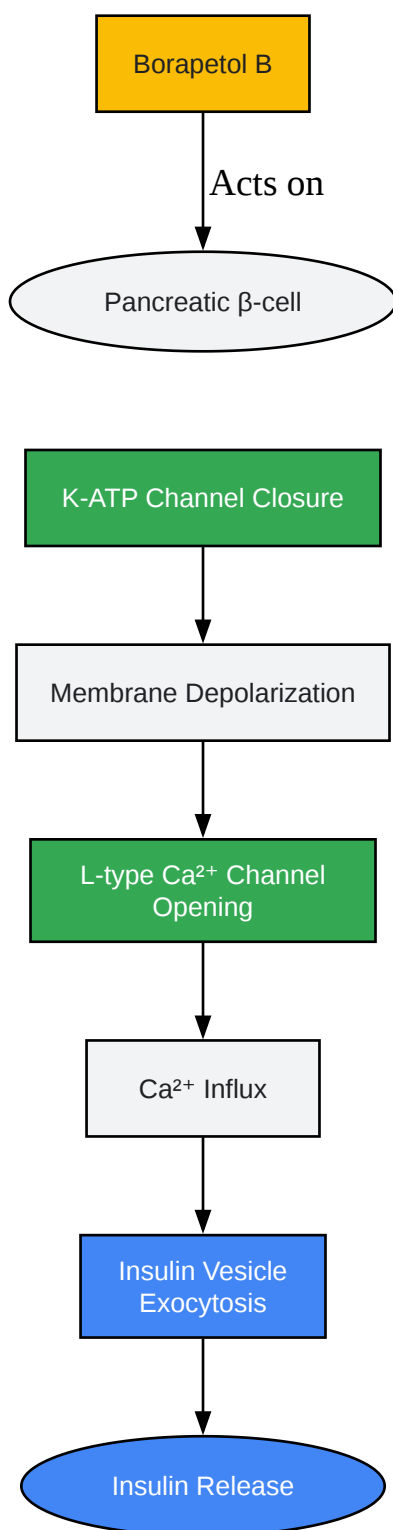 Borapetol B
Acts on
Pancreatic β-cell
K-ATP Channel Closure
Membrane Depolarization
L-type Ca²⁺ Channel
Opening
Ca²⁺ Influx
Insulin Vesicle
Exocytosis
Insulin Release